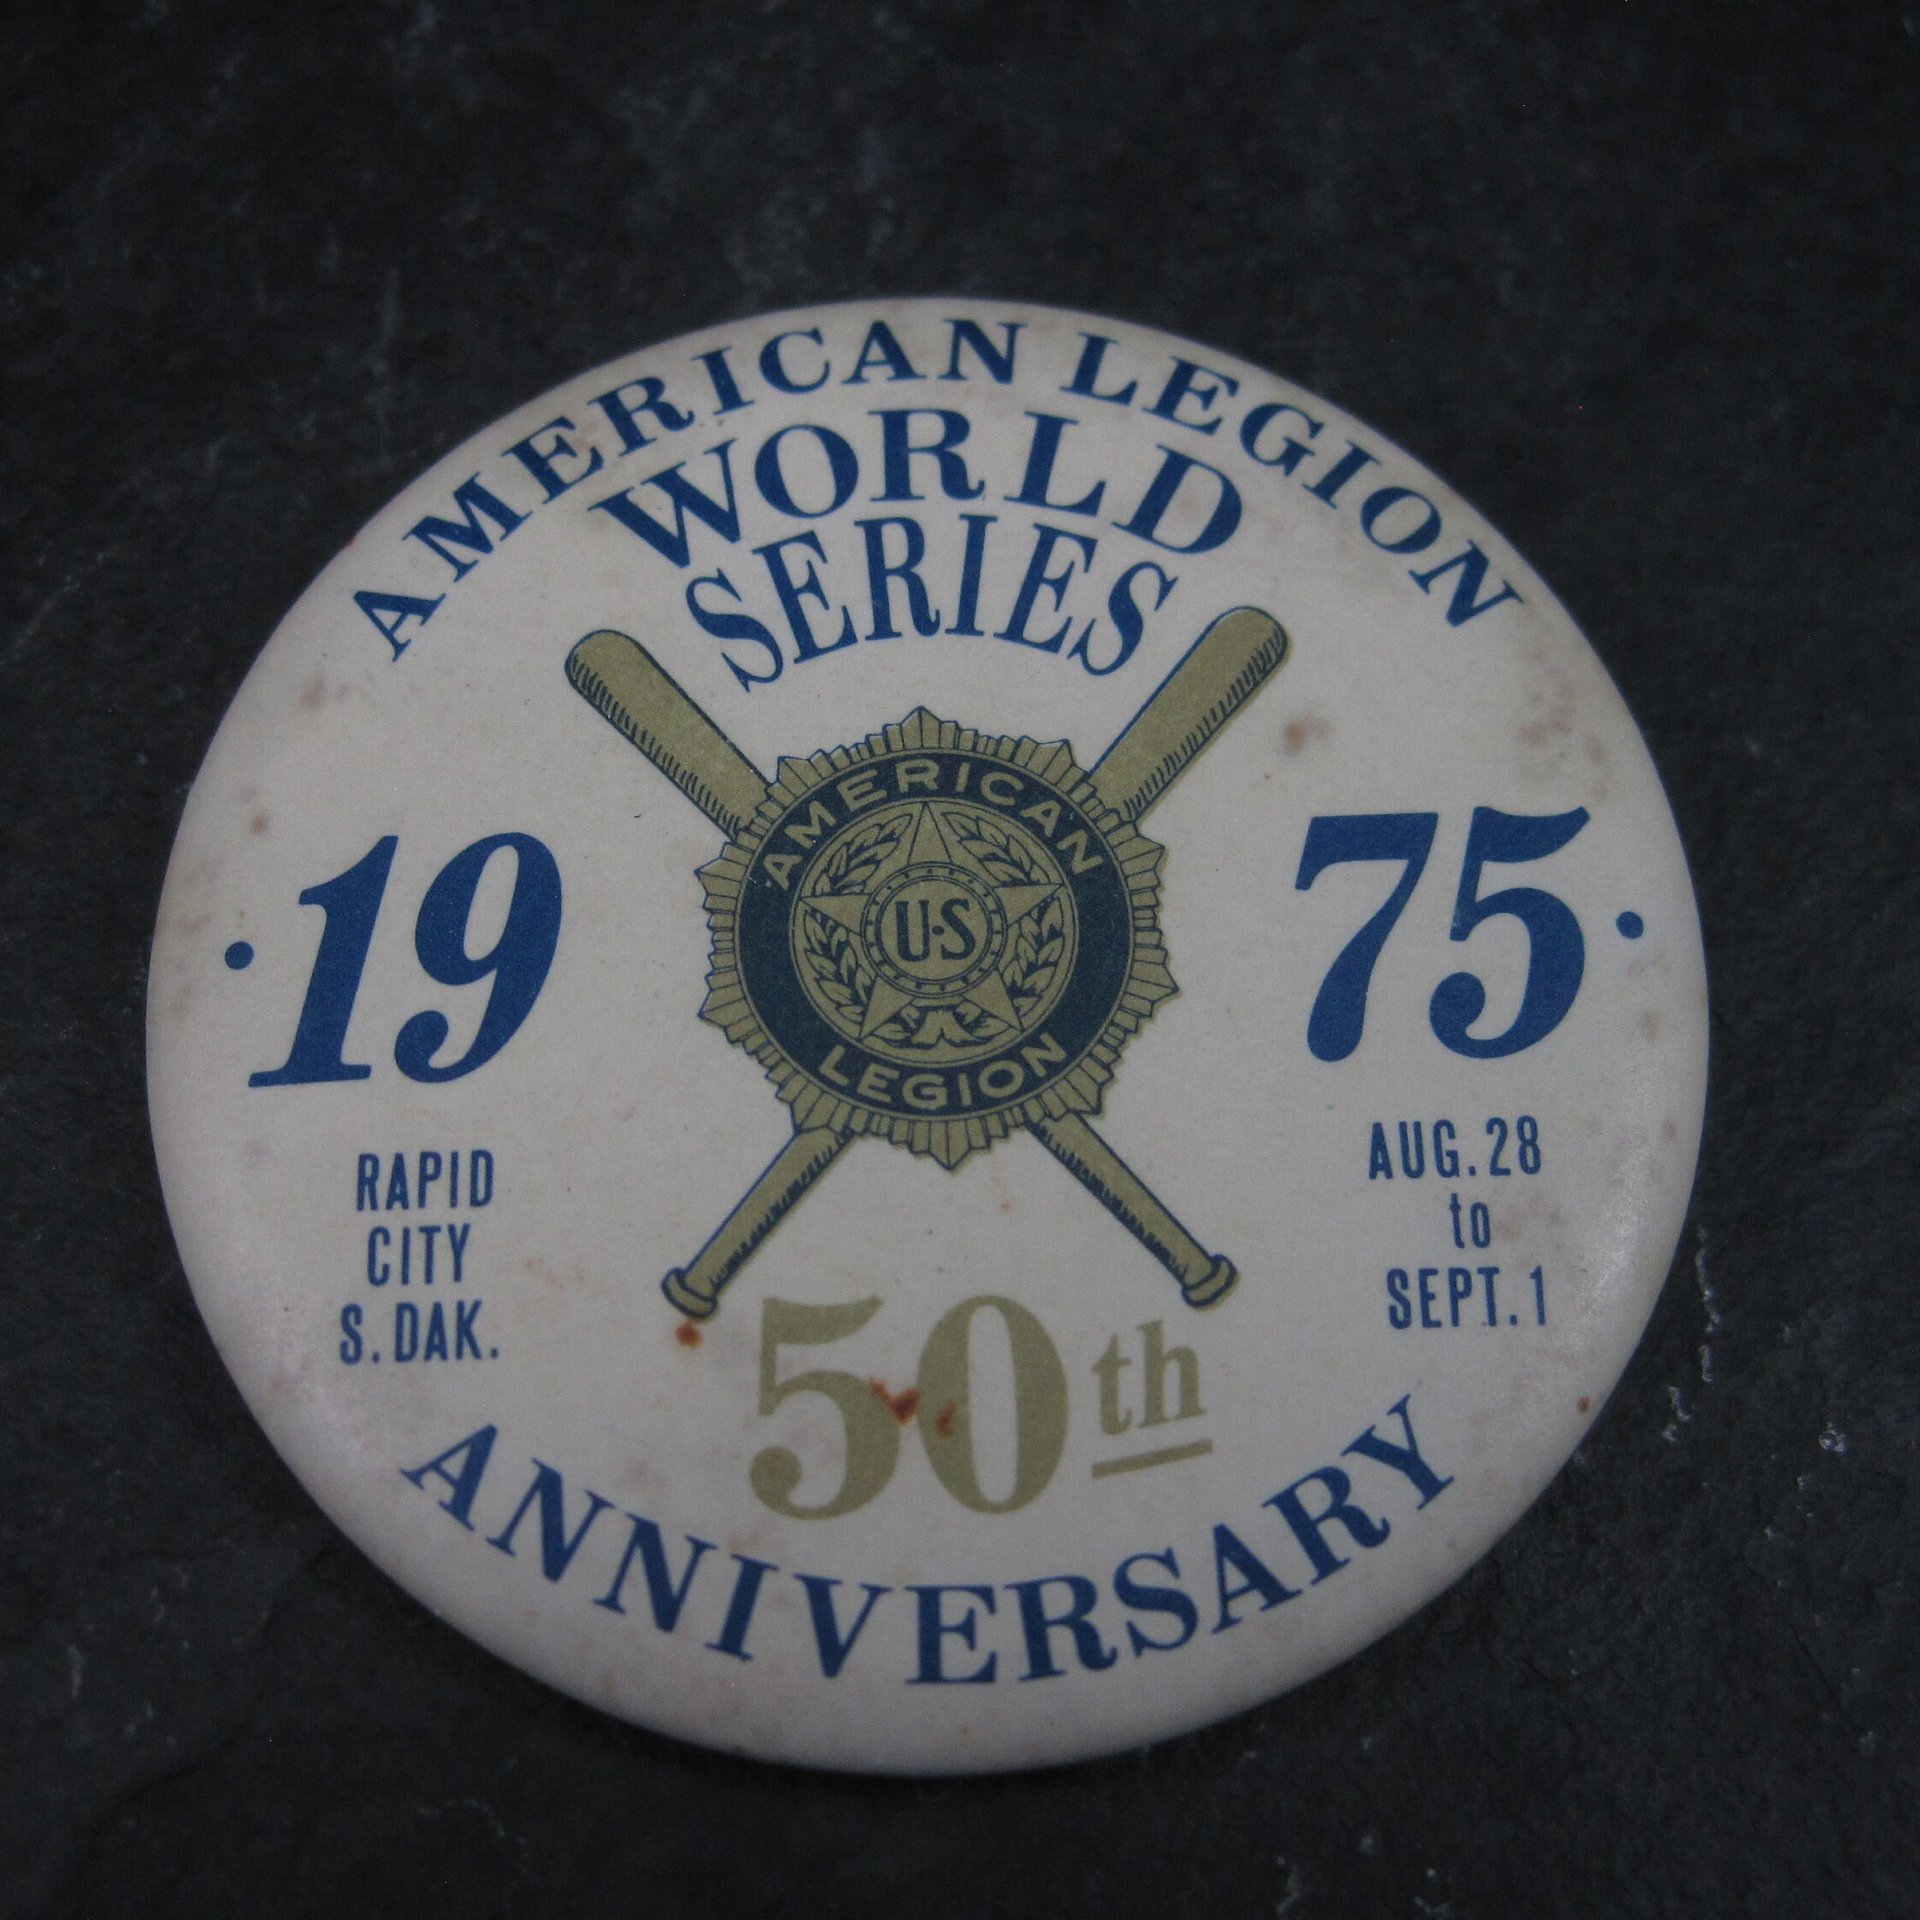 AMERICAN LEGION
WORLD
SERIES
AMERICAN
U.S
LEGION
• 19
75 •
RAPID
CITY
S. DAK.
AUG. 28
to
SEPT. 1
50th
ANNIVERSARY